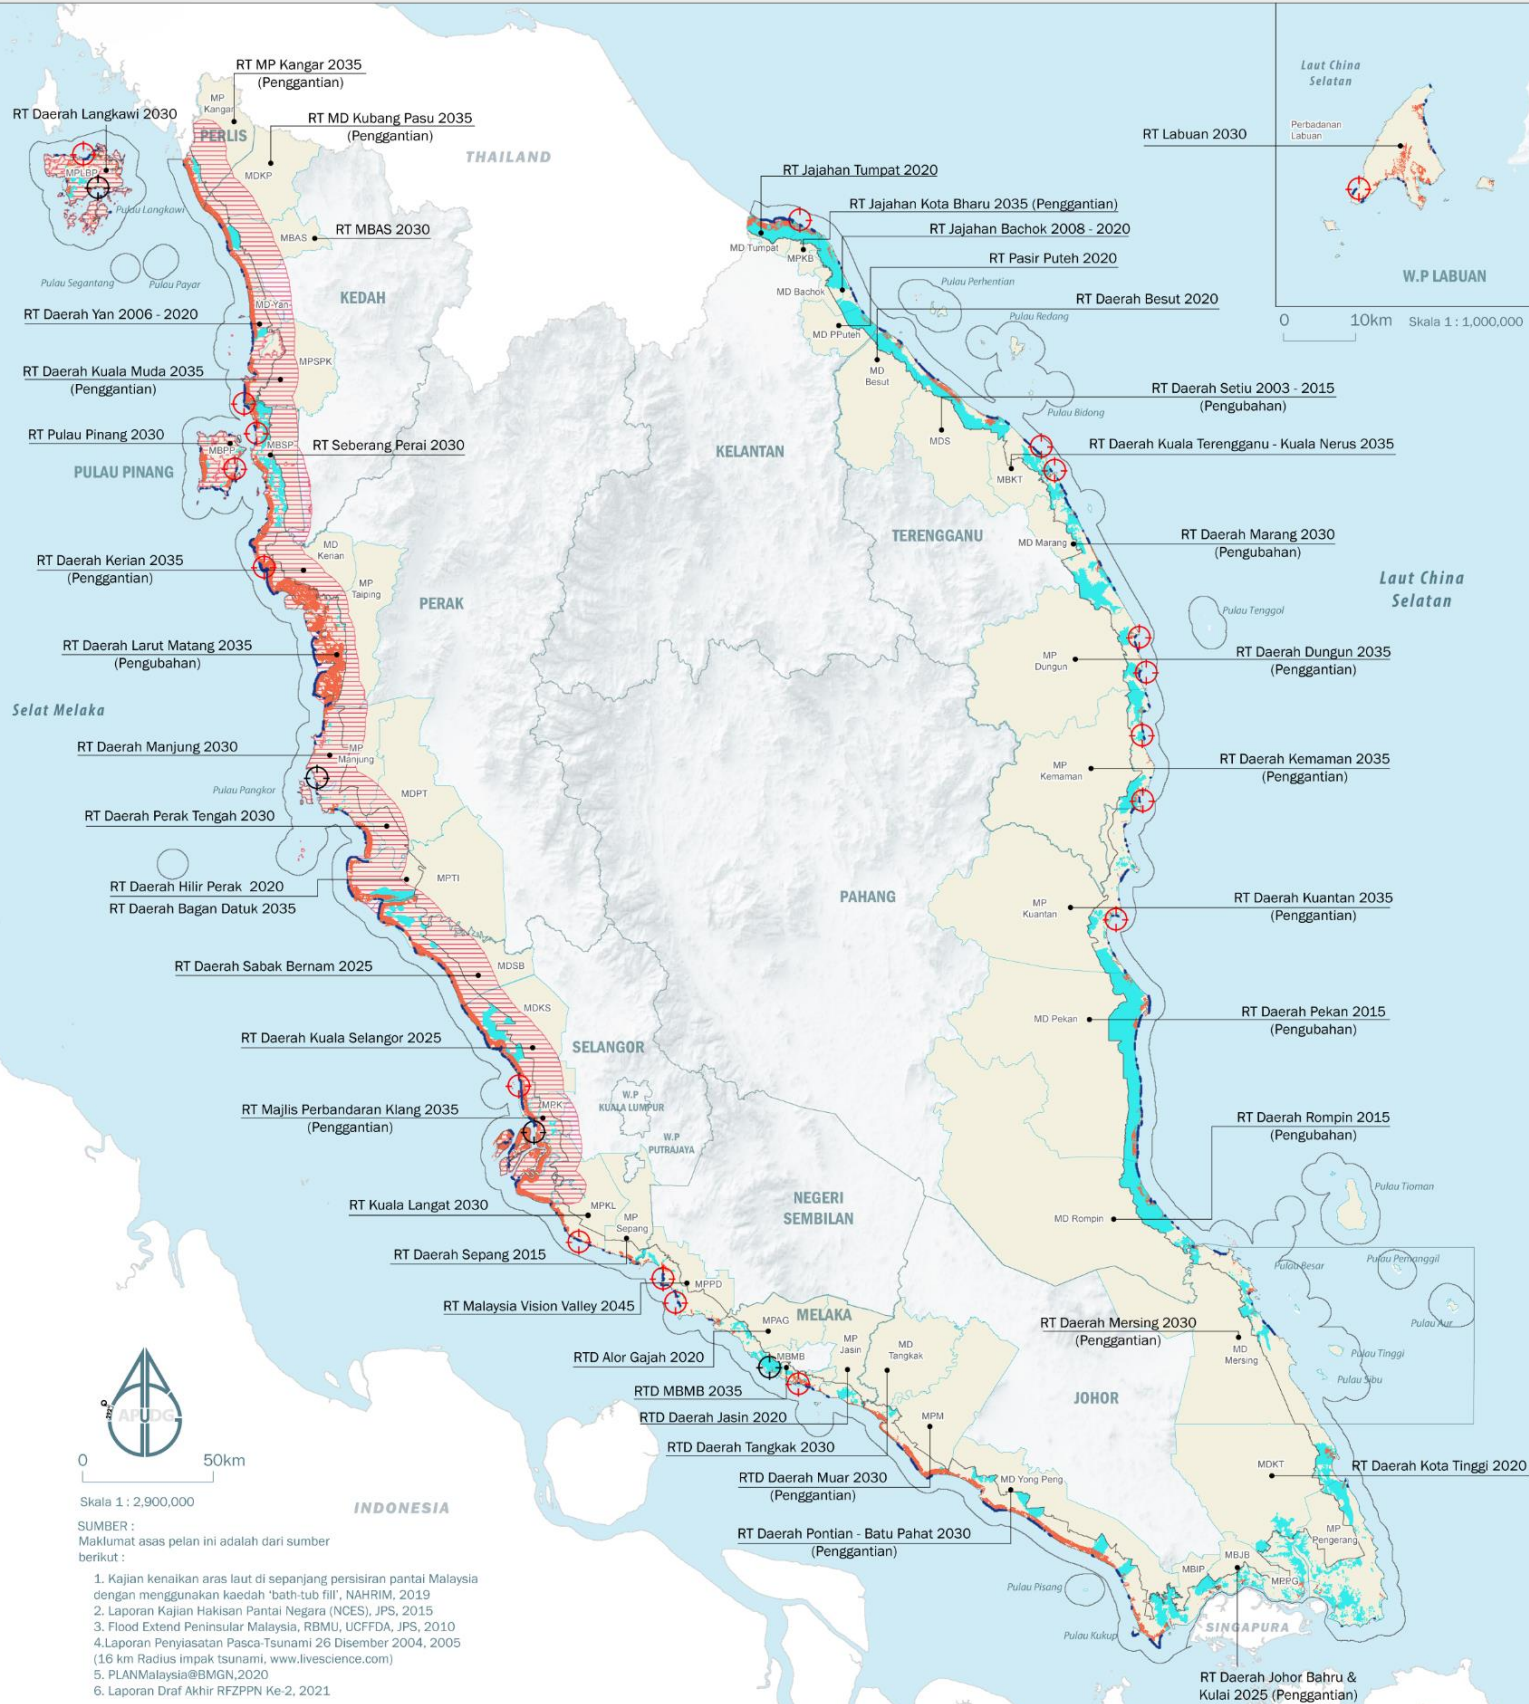 RT MP Kangar 2035
(Penggantian)
MP
Kangar
PERLIS
RT Daerah Langkawi 2030
MPLBP
Pulau Langkawi
RT MD Kubang Pasu 2035
(Penggantian)
MDKP
THAILAND
MBAS
RT MBAS 2030
Pulau Segantang
Pulau Payar
KEDAH
MD Yan
RT Daerah Yan 2006 - 2020
MPSPK
RT Daerah Kuala Muda 2035
(Penggantian)
RT Pulau Pinang 2030
MBPP
MBSP
RT Seberang Perai 2030
PULAU PINANG
RT Daerah Kerian 2035
(Penggantian)
MD
Kerian
MP
Taiping
PERAK
RT Daerah Larut Matang 2035
(Pengubahan)
Selat Melaka
RT Daerah Manjung 2030
MP
Manjung
Pulau Pangkor
MDPT
RT Daerah Perak Tengah 2030
RT Daerah Hilir Perak 2020
RT Daerah Bagan Datuk 2035
MPTI
RT Daerah Sabak Bernam 2025
MDSB
MDKS
RT Daerah Kuala Selangor 2025
SELANGOR
W.P
KUALA LUMPUR
RT Majlis Perbandaran Klang 2035
(Penggantian)
MPK
W.P
PUTRAJAYA
RT Kuala Langat 2030
MPKL
MP
Sepang
RT Daerah Sepang 2015
MPPD
RT Malaysia Vision Valley 2045
NEGERI
SEMBILAN
MELAKA
MPAG
RTD Alor Gajah 2020
MBMB
MP
Jasin
MD
Tangkak
RTD MBMB 2035
RTD Daerah Jasin 2020
RTD Daerah Tangkak 2030
MPM
RTD Daerah Muar 2030
(Penggantian)
MD Yong Peng
RT Daerah Pontian - Batu Pahat 2030
(Penggantian)
Pulau Pisang
Pulau Kukup
RT Jajahan Tumpat 2020
RT Jajahan Kota Bharu 2035 (Penggantian)
RT Jajahan Bachok 2008 - 2020
RT Pasir Puteh 2020
RT Daerah Besut 2020
MD Tumpat
MPKB
MD Bachok
MD PPuteh
MD
Besut
Pulau Perhentian
Pulau Redang
Pulau Bidong
RT Daerah Setiu 2003 - 2015
(Pengubahan)
MDS
KELANTAN
RT Daerah Kuala Terengganu - Kuala Nerus 2035
MBKT
TERENGGANU
MD Marang
RT Daerah Marang 2030
(Pengubahan)
Laut China
Selatan
Pulau Tenggol
MP
Dungun
RT Daerah Dungun 2035
(Penggantian)
MP
Kemaman
RT Daerah Kemaman 2035
(Penggantian)
PAHANG
MP
Kuantan
RT Daerah Kuantan 2035
(Penggantian)
MD Pekan
RT Daerah Pekan 2015
(Pengubahan)
RT Daerah Rompin 2015
(Pengubahan)
MD Rompin
Pulau Tioman
Pulau Besar
Pulau Pemanggil
Pulau Aur
Pulau Tinggi
Pulau Sibu
RT Daerah Mersing 2030
(Penggantian)
MD
Mersing
JOHOR
MDKT
RT Daerah Kota Tinggi 2020
MP
Pengerang
MBJB
MBIP
MPPG
SINGAPURA
RT Daerah Johor Bahru &
Kulai 2025 (Penggantian)
Laut China
Selatan
Perbadanan
Labuan
RT Labuan 2030
W.P LABUAN
0 10km Skala 1 : 1,000,000
APUDG
0 50km
Skala 1 : 2,900,000
INDONESIA
SUMBER :
Maklumat asas pelan ini adalah dari sumber
berikut :
1. Kajian kenaikan aras laut di sepanjang persisiran pantai Malaysia
dengan menggunakan kaedah 'bath-tub fill', NAHRIM, 2019
2. Laporan Kajian Hakisan Pantai Negara (NCES), JPS, 2015
3. Flood Extend Peninsular Malaysia, RBMU, UCFFDA, JPS, 2010
4.Laporan Penyiasatan Pasca-Tsunami 26 Disember 2004, 2005
(16 km Radius impak tsunami, www.livescience.com)
5. PLANMalaysia@BMGN,2020
6. Laporan Draf Akhir RFZPPN Ke-2, 2021